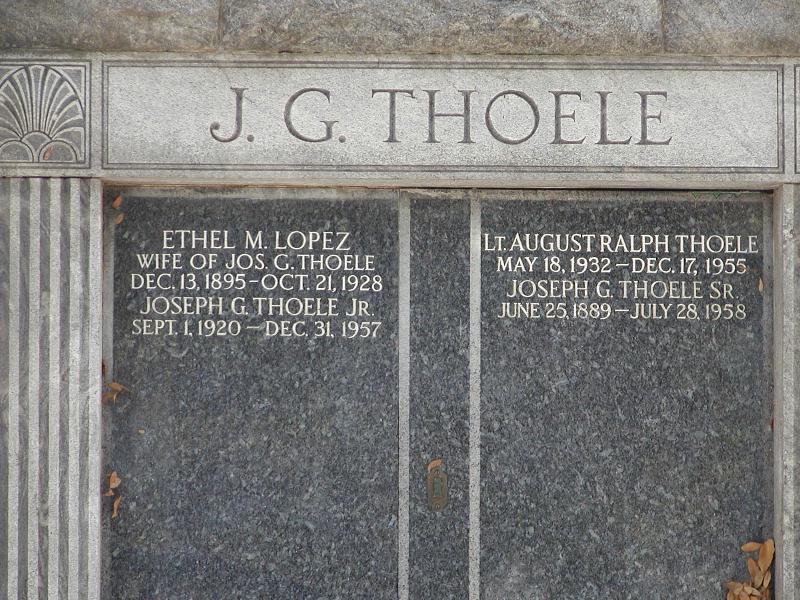 J. G. THOELE
ETHEL M. LOPEZ
WIFE OF JOS. G. THOELE
DEC. 13, 1895 - OCT. 21, 1928
JOSEPH G. THOELE JR.
SEPT. 1, 1920 — DEC. 31, 1957
LT. AUGUST RALPH THOELE
MAY 18, 1932 — DEC. 17, 1955
JOSEPH G. THOELE SR.
JUNE 25, 1889 — JULY 28, 1958